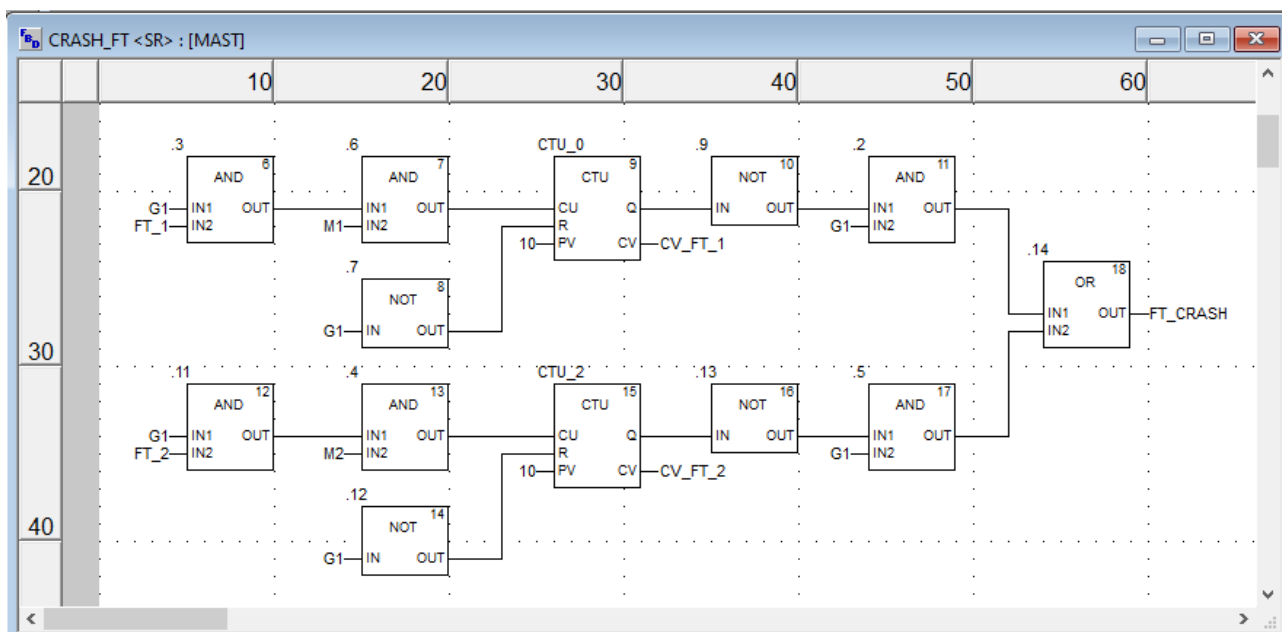 FBD CRASH_FT <SR> : [MAST]
10 20 30 40 50 60
20
30
40
.3 .6 CTU_0 .9 .2
6 7 9 10 11
AND AND CTU NOT AND
G1 IN1 OUT IN1 OUT CU Q IN OUT IN1 OUT
FT_1 IN2 M1 IN2 R G1 IN2
10 PV CV CV_FT_1
.7
8
NOT
G1 IN OUT
.14
18
OR
IN1 OUT FT_CRASH
IN2
.11 .4 CTU_2 .13 .5
12 13 15 16 17
AND AND CTU NOT AND
G1 IN1 OUT IN1 OUT CU Q IN OUT IN1 OUT
FT_2 IN2 M2 IN2 R G1 IN2
10 PV CV CV_FT_2
.12
14
NOT
G1 IN OUT